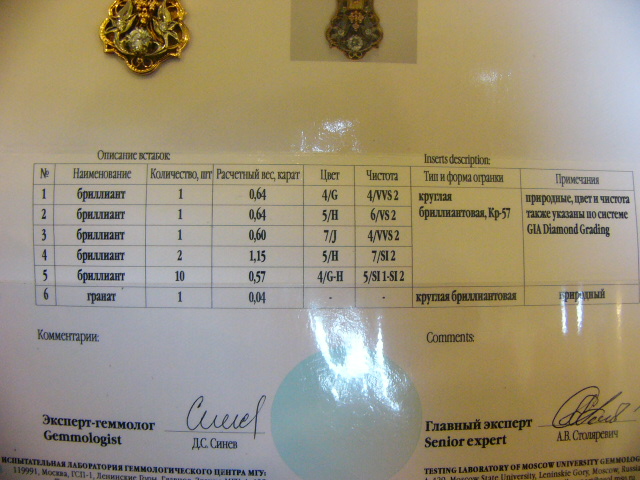 Описание вставок: Inserts description:
№ Наименование Количество, шт Расчетный вес, карат Цвет Чистота Тип и форма огранки Примечания
1 бриллиант 1 0,64 4/G 4/VVS 2 круглая природные, цвет и чистота
2 бриллиант 1 0,64 5/H 6/VS 2 бриллиантовая, Кр-57 также указаны по системе
3 бриллиант 1 0,60 7/J 4/VVS 2 GIA Diamond Grading
4 бриллиант 2 1,15 5/H 7/SI 2
5 бриллиант 10 0,57 4/G-H 5/SI 1-SI 2
6 гранат 1 0,04 - - круглая бриллиантовая природный
Комментарии: Comments:
Эксперт-геммолог Главный эксперт
Gemmologist Д.С. Синев Senior expert А.В. Столяревич
ИСПЫТАТЕЛЬНАЯ ЛАБОРАТОРИЯ ГЕММОЛОГИЧЕСКОГО ЦЕНТРА МГУ: TESTING LABORATORY OF MOSCOW UNIVERSITY
119991, Москва, ГСП-1, Ленинские Горы, Moscow State University, Leninskie Gory, Moscow,